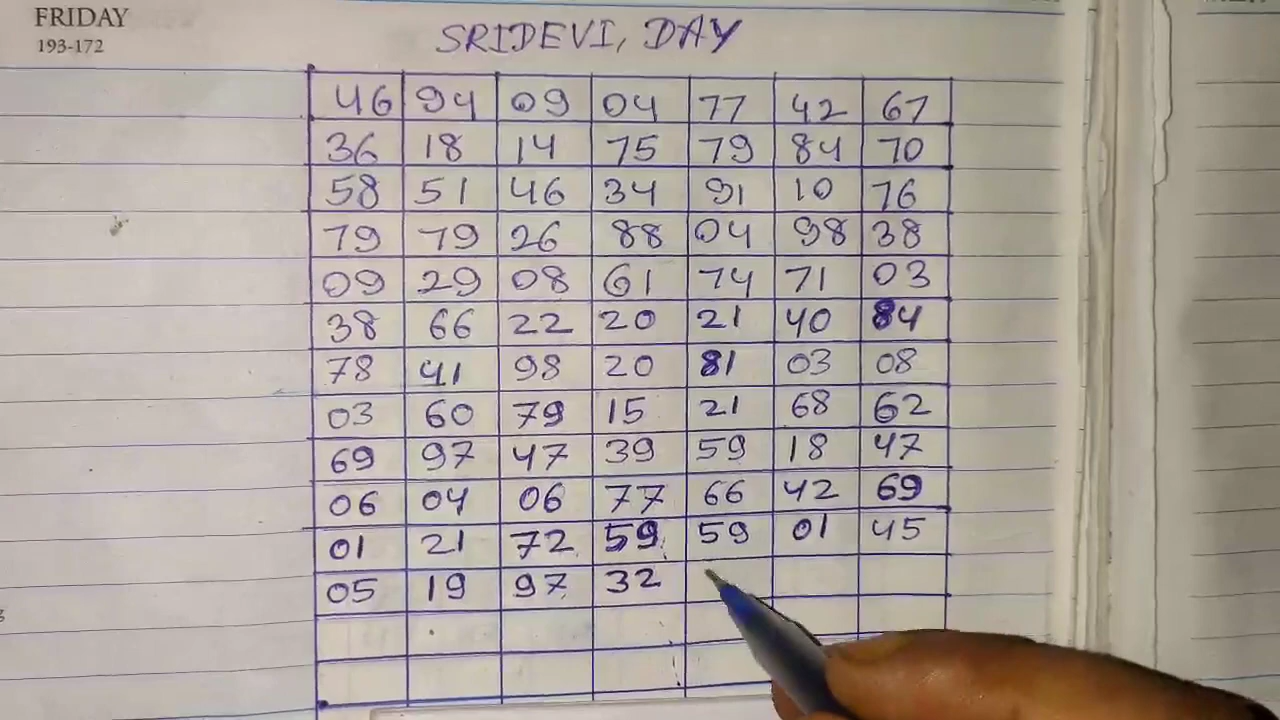 FRIDAY
193-172
SRIDEVI, DAY
46 94 09 04 77 42 67
36 18 14 75 79 84 70
58 51 46 34 91 10 76
79 79 26 88 04 98 38
09 29 08 61 74 71 03
38 66 22 20 21 40 84
78 41 98 20 81 03 08
03 60 79 15 21 68 62
69 97 47 39 59 18 47
06 04 06 77 66 42 69
01 21 72 59 59 01 45
05 19 97 32